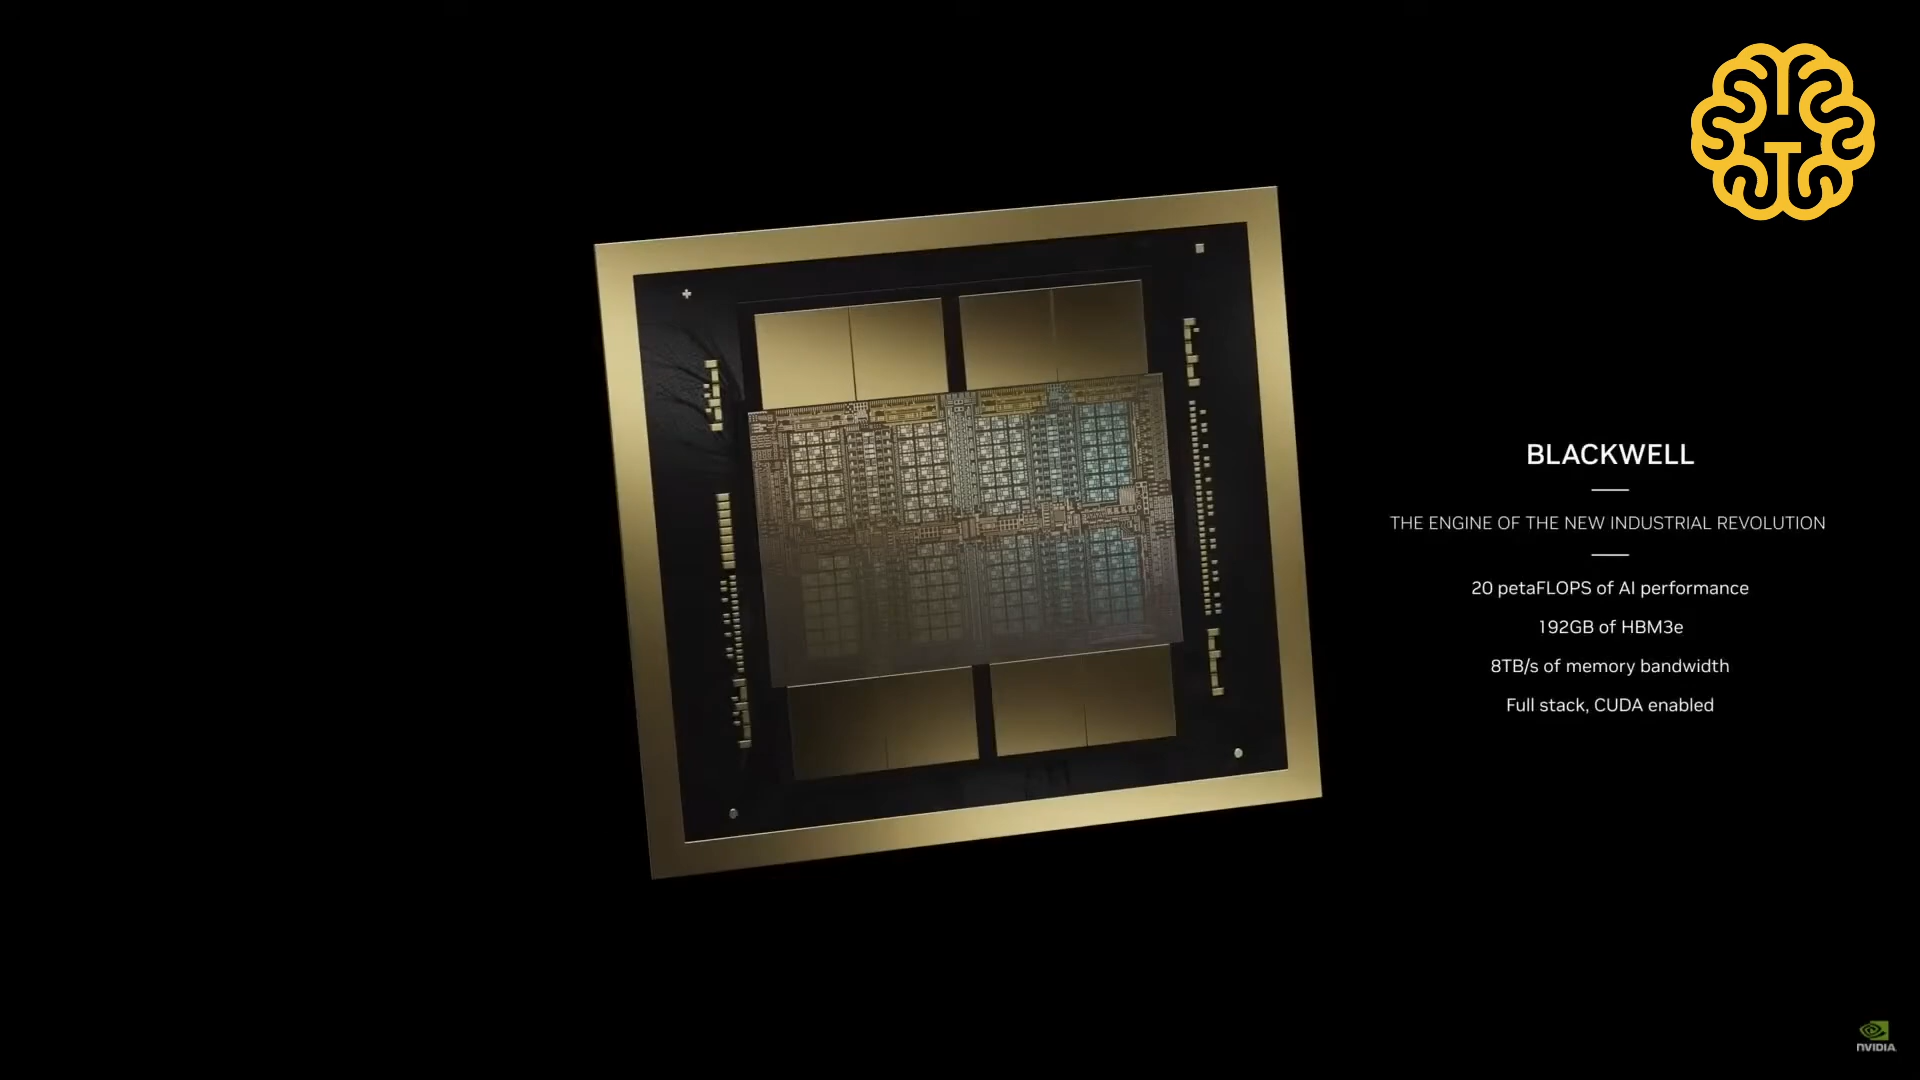 BLACKWELL
THE ENGINE OF THE NEW INDUSTRIAL REVOLUTION
20 petaFLOPS of AI performance
192GB of HBM3e
8TB/s of memory bandwidth
Full stack, CUDA enabled
NVIDIA